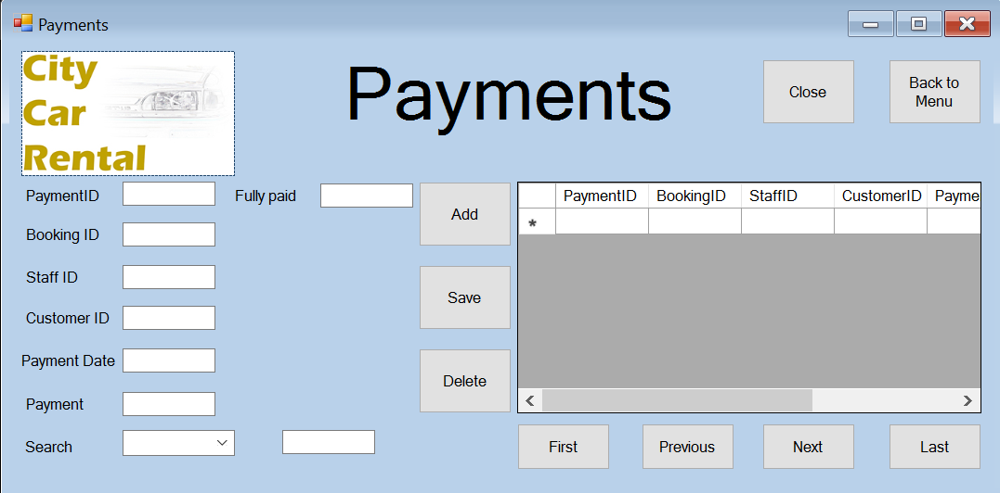 Payments
City
Car
Rental
Payments
Close
Back to
Menu
PaymentID
Fully paid
Booking ID
Staff ID
Customer ID
Payment Date
Payment
Search
Add
Save
Delete
PaymentID BookingID StaffID CustomerID Payme
*
First Previous Next Last